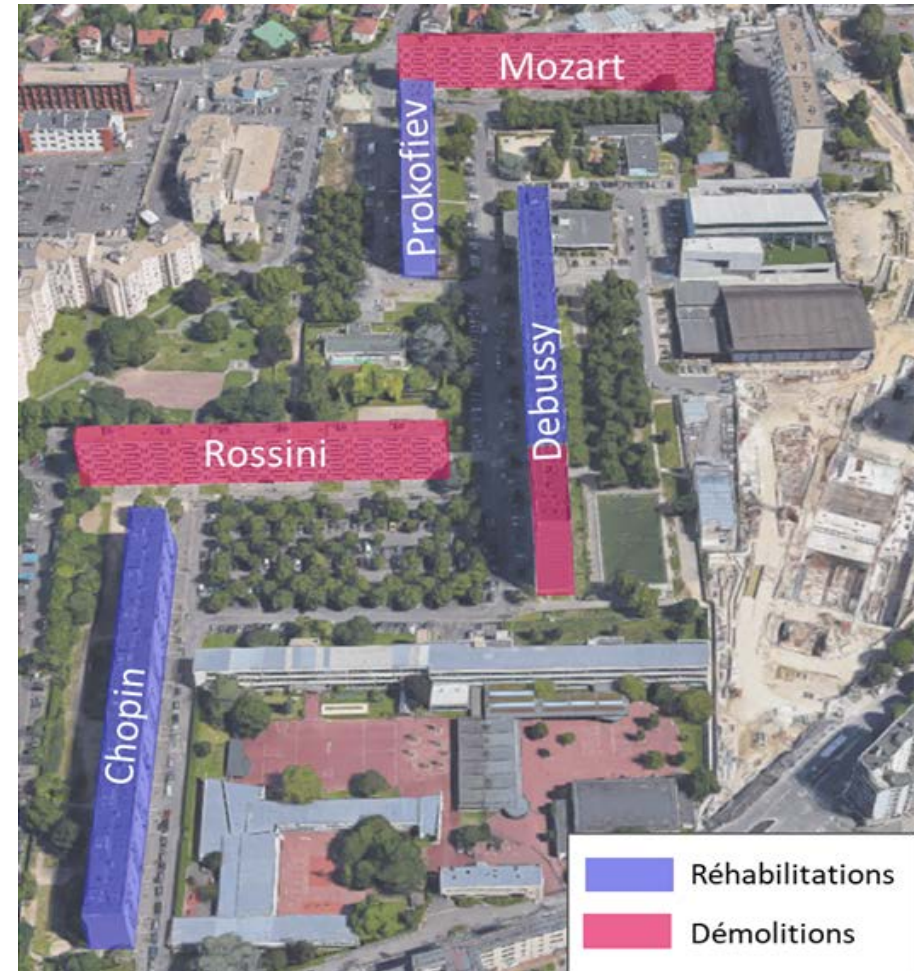 Mozart
Prokofiev
Debussy
Rossini
Chopin
Réhabilitations
Démolitions